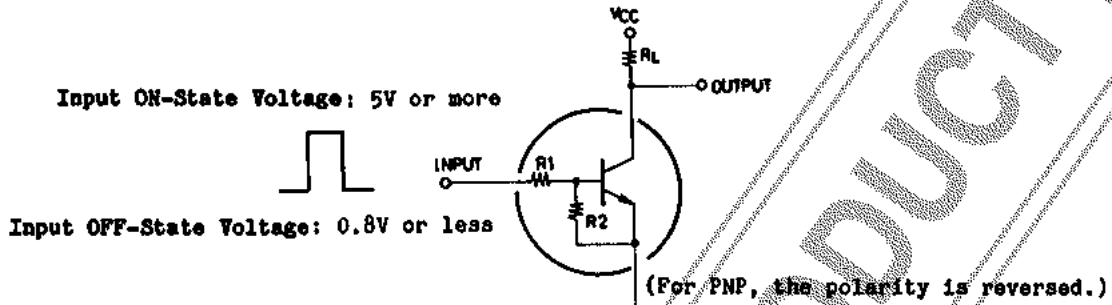 VCC
RL
OUTPUT
Input ON-State Voltage: 5V or more
INPUT
R1
R2
Input OFF-State Voltage: 0.8V or less
(For PNP, the polarity is reversed.)